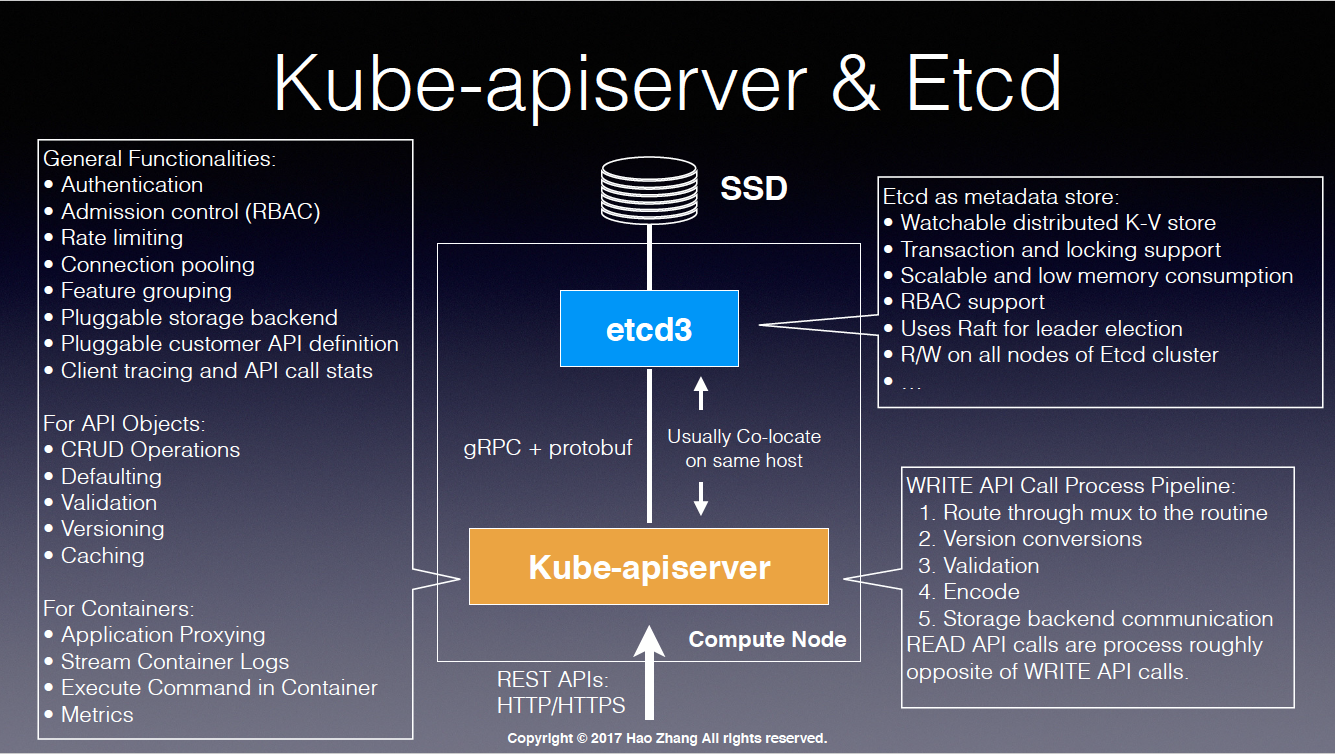 Kube-apiserver & Etcd
General Functionalities:
• Authentication
• Admission control (RBAC)
• Rate limiting
• Connection pooling
• Feature grouping
• Pluggable storage backend
• Pluggable customer API definition
• Client tracing and API call stats
For API Objects:
• CRUD Operations
• Defaulting
• Validation
• Versioning
• Caching
For Containers:
• Application Proxying
• Stream Container Logs
• Execute Command in Container
• Metrics
SSD
etcd3
gRPC + protobuf
Usually Co-locate
on same host
Kube-apiserver
Compute Node
REST APIs:
HTTP/HTTPS
Etcd as metadata store:
• Watchable distributed K-V store
• Transaction and locking support
• Scalable and low memory consumption
• RBAC support
• Uses Raft for leader election
• R/W on all nodes of Etcd cluster
• …
WRITE API Call Process Pipeline:
1. Route through mux to the routine
2. Version conversions
3. Validation
4. Encode
5. Storage backend communication
READ API calls are process roughly
opposite of WRITE API calls.
Copyright © 2017 Hao Zhang All rights reserved.